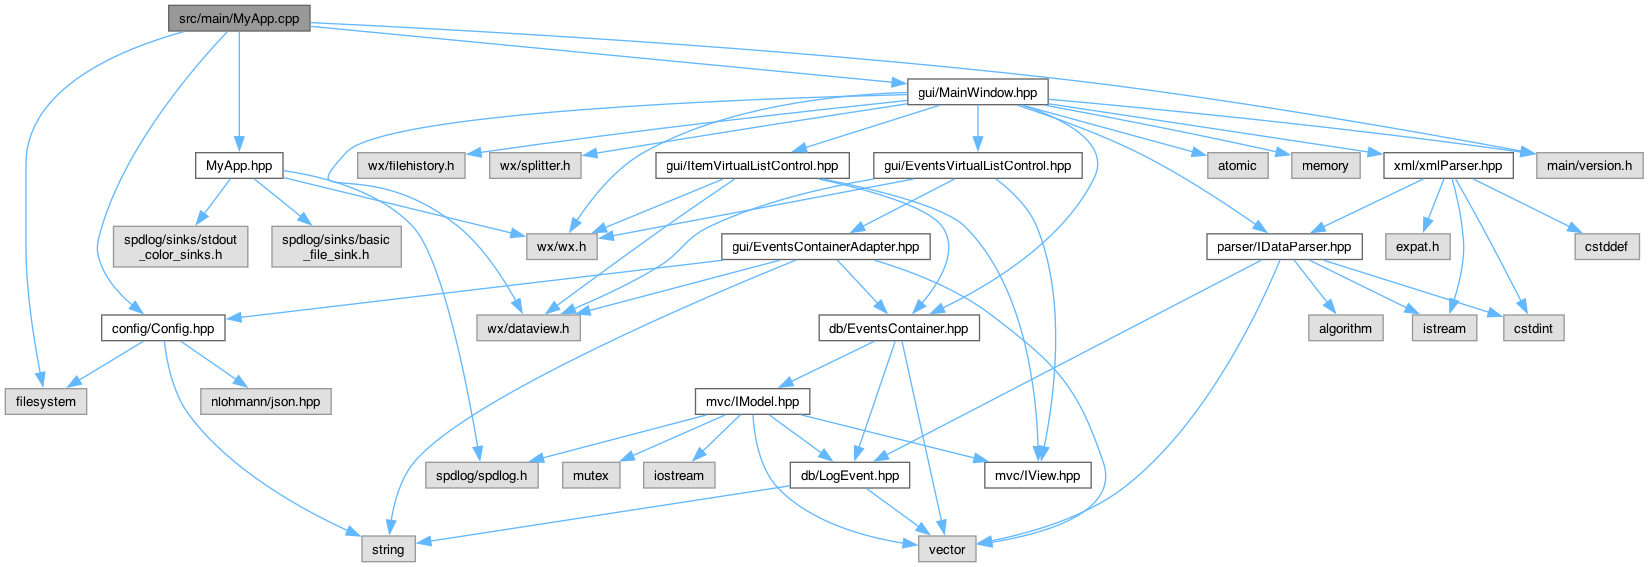 src/main/MyApp.cpp
gui/MainWindow.hpp
MyApp.hpp
wx/filehistory.h
wx/splitter.h
gui/ItemVirtualListControl.hpp
gui/EventsVirtualListControl.hpp
atomic
memory
xml/xmlParser.hpp
main/version.h
spdlog/sinks/stdout
_color_sinks.h
spdlog/sinks/basic
_file_sink.h
wx/wx.h
gui/EventsContainerAdapter.hpp
parser/IDataParser.hpp
expat.h
cstddef
config/Config.hpp
wx/dataview.h
db/EventsContainer.hpp
algorithm
istream
cstdint
filesystem
nlohmann/json.hpp
mvc/IModel.hpp
spdlog/spdlog.h
mutex
iostream
db/LogEvent.hpp
mvc/IView.hpp
string
vector